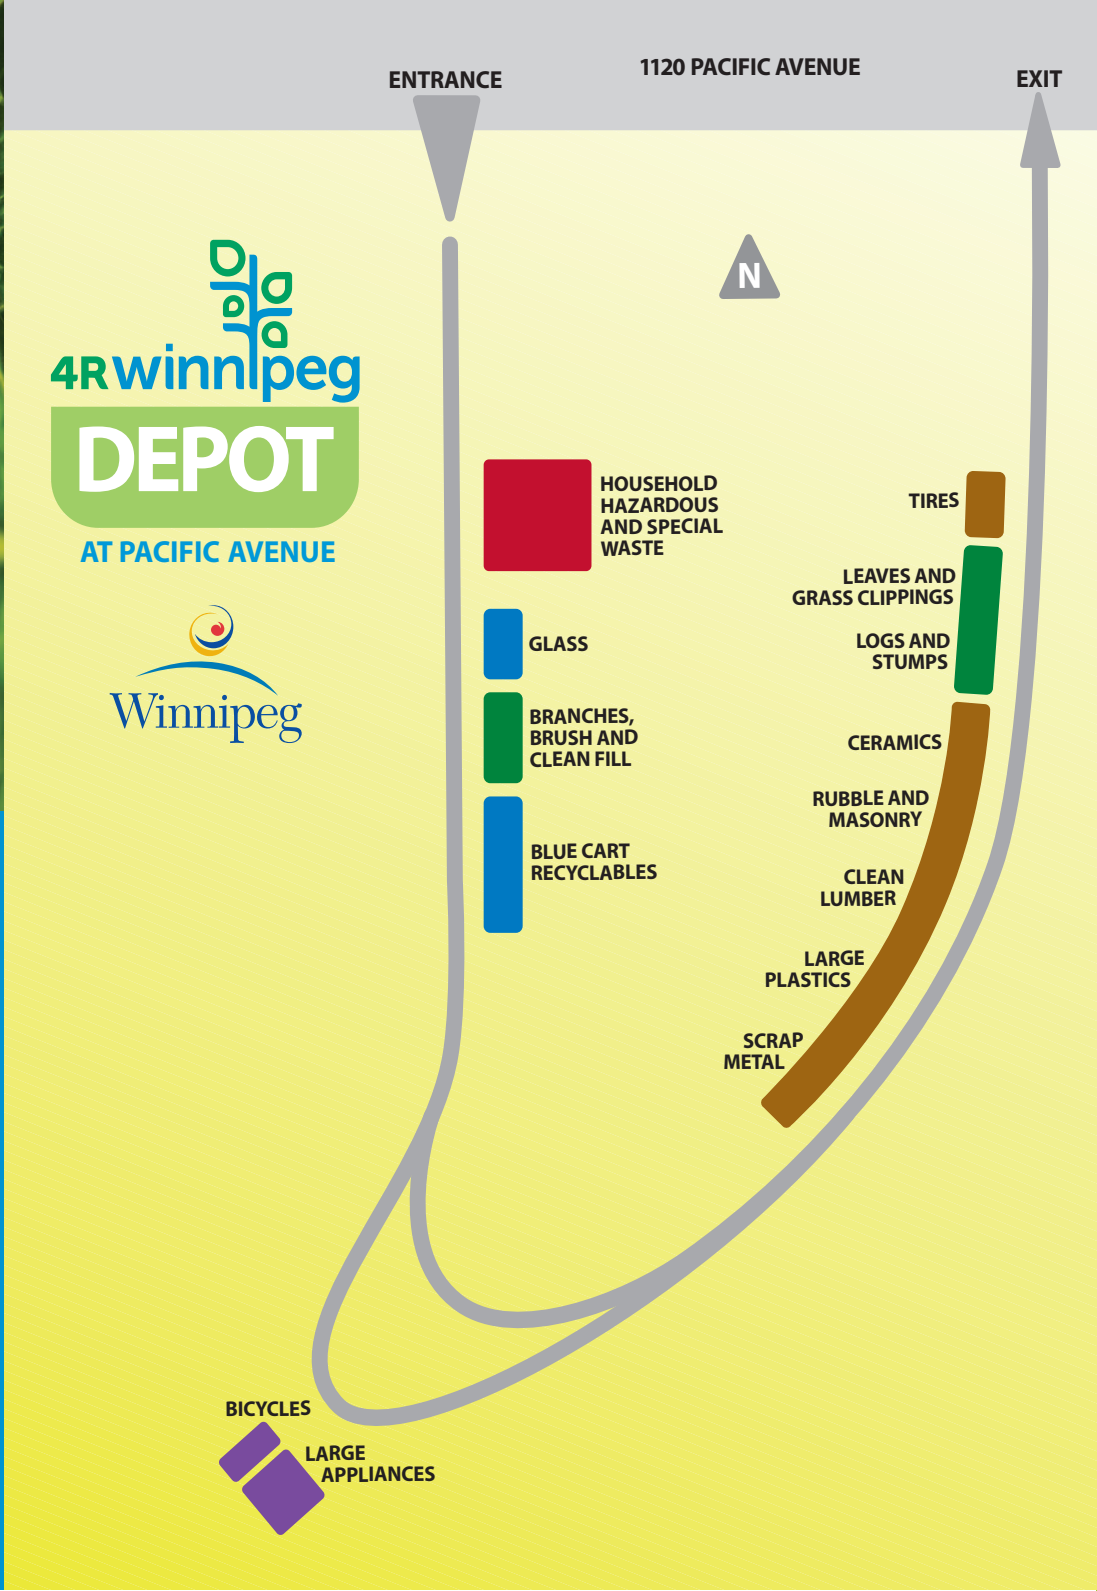 1120 PACIFIC AVENUE
ENTRANCE
EXIT
N
4R winnipeg
DEPOT
AT PACIFIC AVENUE
Winnipeg
HOUSEHOLD
HAZARDOUS
AND SPECIAL
WASTE
GLASS
BRANCHES,
BRUSH AND
CLEAN FILL
BLUE CART
RECYCLABLES
TIRES
LEAVES AND
GRASS CLIPPINGS
LOGS AND
STUMPS
CERAMICS
RUBBLE AND
MASONRY
CLEAN
LUMBER
LARGE
PLASTICS
SCRAP
METAL
BICYCLES
LARGE
APPLIANCES